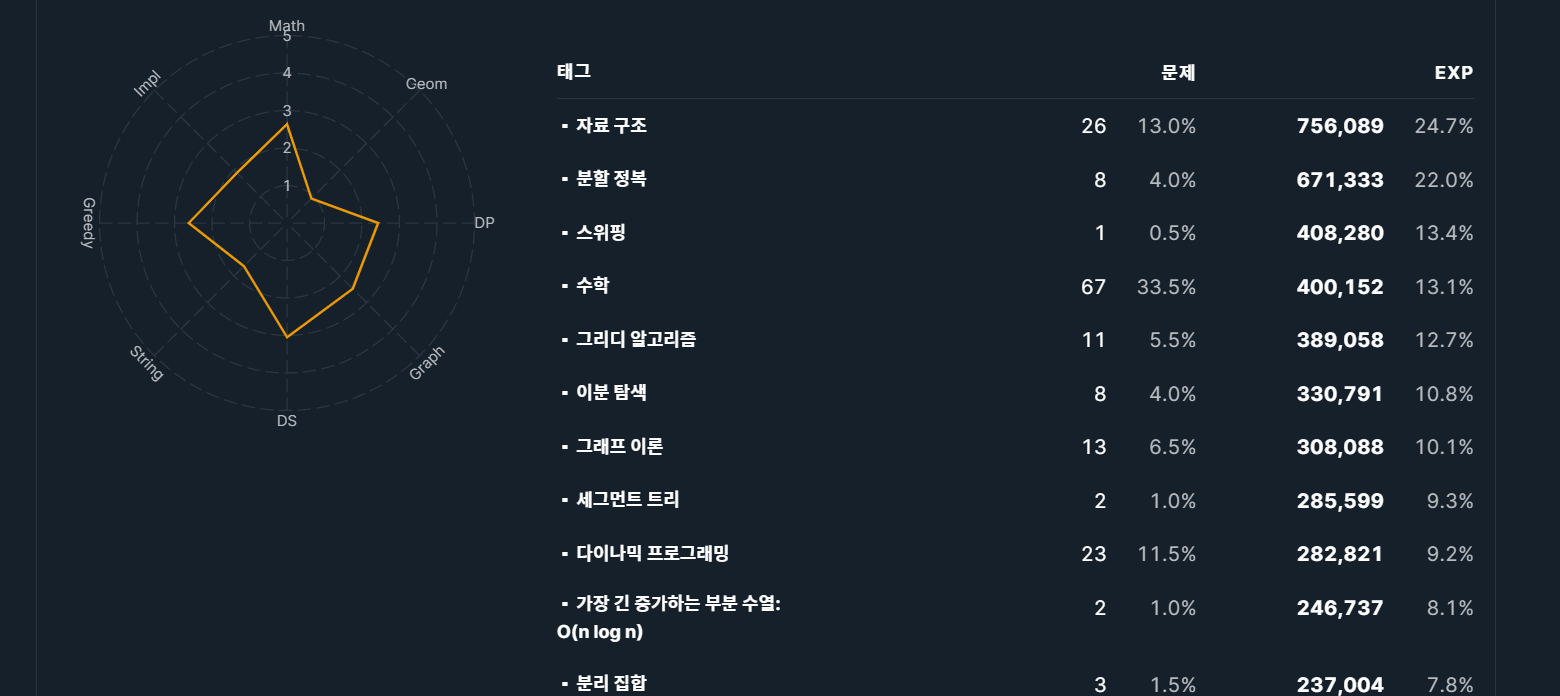 Math
5
4
3
2
1
Impl
Geom
Greedy
DP
String
Graph
DS
태그 문제 EXP
자료 구조 26 13.0% 756,089 24.7%
분할 정복 8 4.0% 671,333 22.0%
스위핑 1 0.5% 408,280 13.4%
수학 67 33.5% 400,152 13.1%
그리디 알고리즘 11 5.5% 389,058 12.7%
이분 탐색 8 4.0% 330,791 10.8%
그래프 이론 13 6.5% 308,088 10.1%
세그먼트 트리 2 1.0% 285,599 9.3%
다이나믹 프로그래밍 23 11.5% 282,821 9.2%
가장 긴 증가하는 부분 수열: 2 1.0% 246,737 8.1%
O(n log n)
분리 집합 3 1.5% 237,004 7.8%